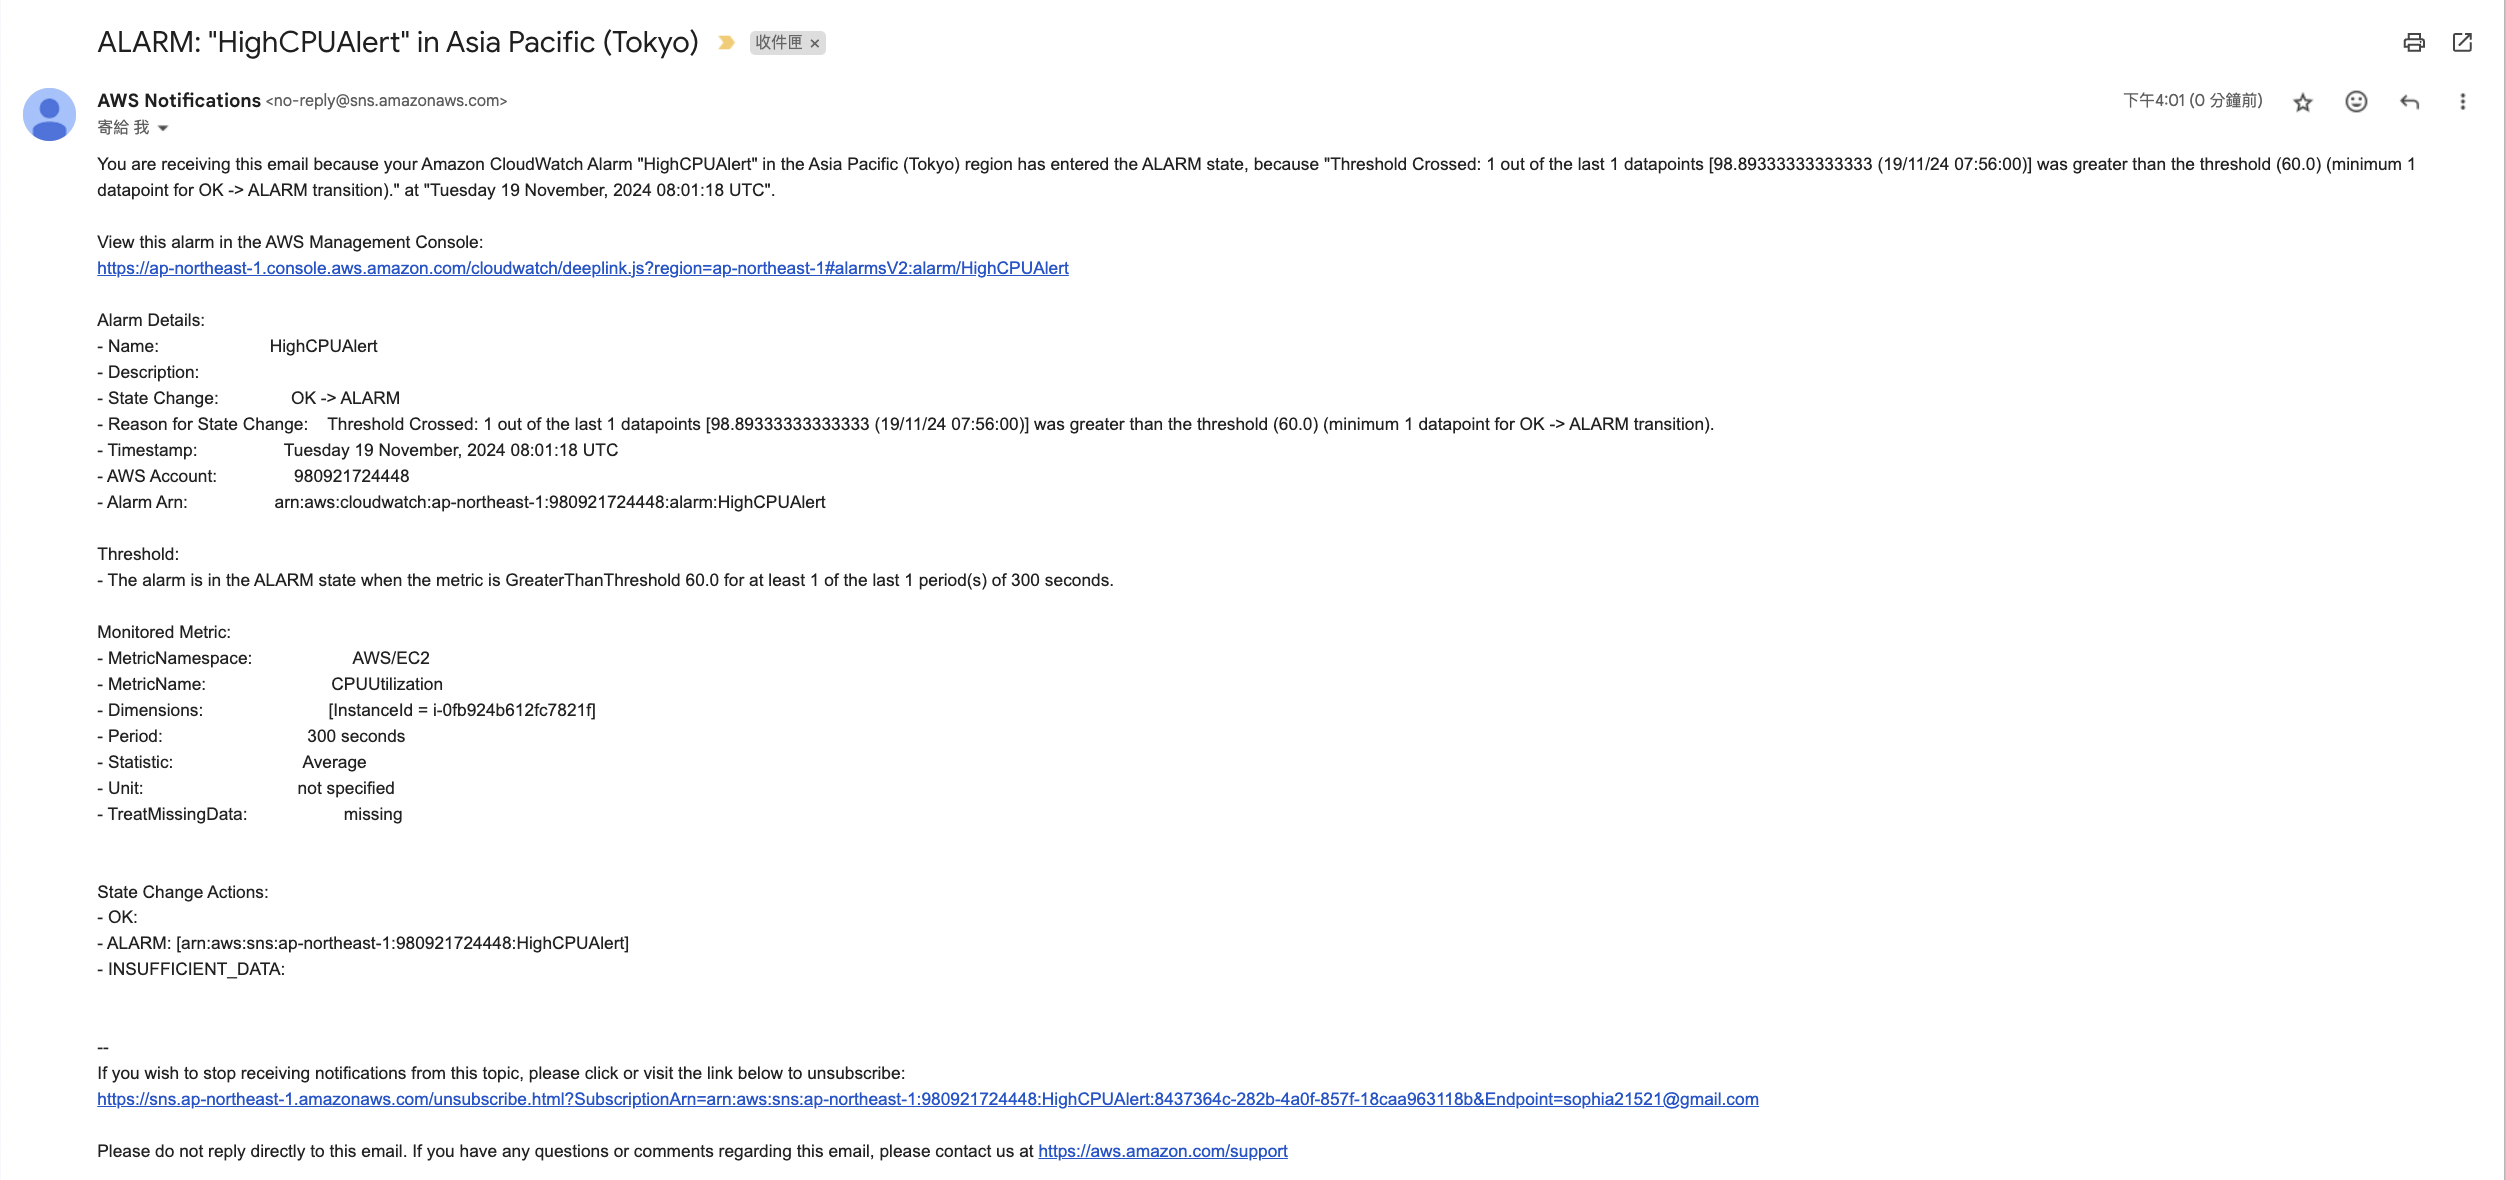 ALARM: "HighCPUAlert" in Asia Pacific (Tokyo) 收件匣 ×
AWS Notifications <no-reply@sns.amazonaws.com> 下午4:01 (0 分鐘前)
寄給 我
You are receiving this email because your Amazon CloudWatch Alarm "HighCPUAlert" in the Asia Pacific (Tokyo) region has entered the ALARM state, because "Threshold Crossed: 1 out of the last 1 datapoints [98.89333333333333 (19/11/24 07:56:00)] was greater than the threshold (60.0) (minimum 1
datapoint for OK -> ALARM transition)." at "Tuesday 19 November, 2024 08:01:18 UTC".
View this alarm in the AWS Management Console:
https://ap-northeast-1.console.aws.amazon.com/cloudwatch/deeplink.js?region=ap-northeast-1#alarmsV2:alarm/HighCPUAlert
Alarm Details:
- Name: HighCPUAlert
- Description:
- State Change: OK -> ALARM
- Reason for State Change: Threshold Crossed: 1 out of the last 1 datapoints [98.89333333333333 (19/11/24 07:56:00)] was greater than the threshold (60.0) (minimum 1 datapoint for OK -> ALARM transition).
- Timestamp: Tuesday 19 November, 2024 08:01:18 UTC
- AWS Account: 980921724448
- Alarm Arn: arn:aws:cloudwatch:ap-northeast-1:980921724448:alarm:HighCPUAlert
Threshold:
- The alarm is in the ALARM state when the metric is GreaterThanThreshold 60.0 for at least 1 of the last 1 period(s) of 300 seconds.
Monitored Metric:
- MetricNamespace: AWS/EC2
- MetricName: CPUUtilization
- Dimensions: [InstanceId = i-0fb924b612fc7821f]
- Period: 300 seconds
- Statistic: Average
- Unit: not specified
- TreatMissingData: missing
State Change Actions:
- OK:
- ALARM: [arn:aws:sns:ap-northeast-1:980921724448:HighCPUAlert]
- INSUFFICIENT_DATA:
--
If you wish to stop receiving notifications from this topic, please click or visit the link below to unsubscribe:
https://sns.ap-northeast-1.amazonaws.com/unsubscribe.html?SubscriptionArn=arn:aws:sns:ap-northeast-1:980921724448:HighCPUAlert:8437364c-282b-4a0f-857f-18caa963118b&Endpoint=sophia21521@gmail.com
Please do not reply directly to this email. If you have any questions or comments regarding this email, please contact us at https://aws.amazon.com/support